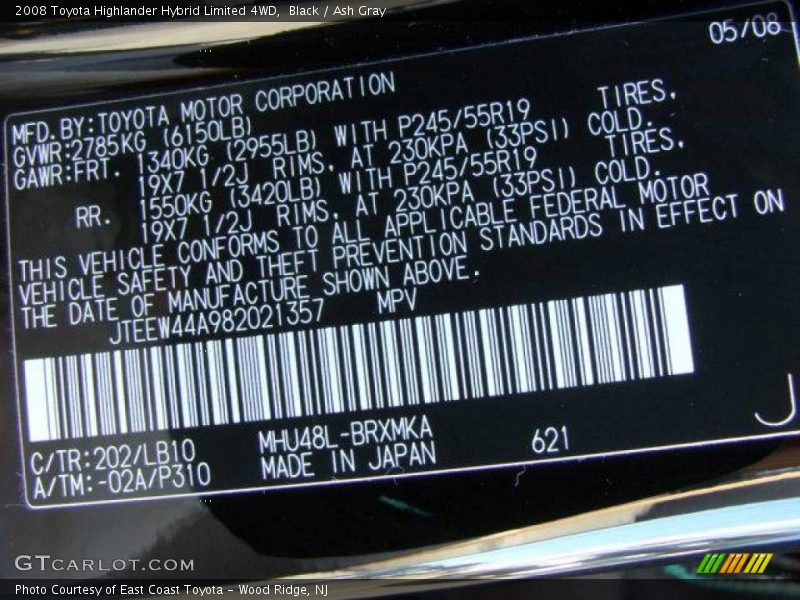 2008 Toyota Highlander Hybrid Limited 4WD, Black / Ash Gray
05/08
MFD. BY:TOYOTA MOTOR CORPORATION
GVWR:2785KG (6150LB)
GAWR:FRT. 1340KG (2955LB) WITH P245/55R19 TIRES,
19X7 1/2J RIMS, AT 230KPA (33PSI) COLD.
RR. 1550KG (3420LB) WITH P245/55R19 TIRES,
19X7 1/2J RIMS, AT 230KPA (33PSI) COLD.
THIS VEHICLE CONFORMS TO ALL APPLICABLE FEDERAL MOTOR
VEHICLE SAFETY AND THEFT PREVENTION STANDARDS IN EFFECT ON
THE DATE OF MANUFACTURE SHOWN ABOVE.
JTEEW44A982021357 MPV
C/TR:202/LB10 MHU48L-BRXMKA 621
A/TM:-02A/P310 MADE IN JAPAN
J
GTCARLOT.COM
Photo Courtesy of East Coast Toyota - Wood Ridge, NJ